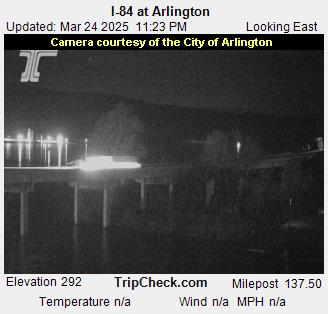 I-84 at Arlington
Updated: Mar 24 2025 11:23 PM Looking East
Camera courtesy of the City of Arlington
Elevation 292 TripCheck.com Milepost 137.50
Temperature n/a Wind n/a MPH n/a